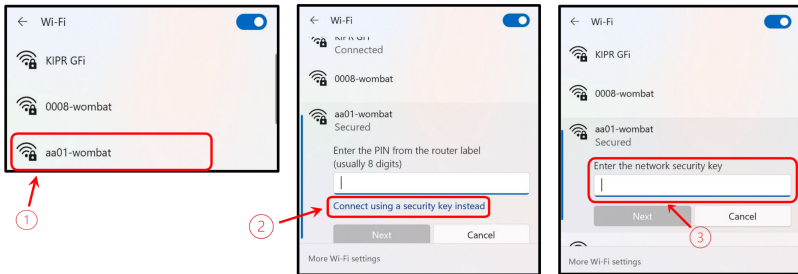 Wi-Fi
KIPR GFi
0008-wombat
aa01-wombat
1
Wi-Fi
KIPR GFi
Connected
0008-wombat
aa01-wombat
Secured
Enter the PIN from the router label
(usually 8 digits)
Connect using a security key instead
2
Next
Cancel
More Wi-Fi settings
Wi-Fi
KIPR GFi
0008-wombat
aa01-wombat
Secured
Enter the network security key
Next
Cancel
3
More Wi-Fi settings